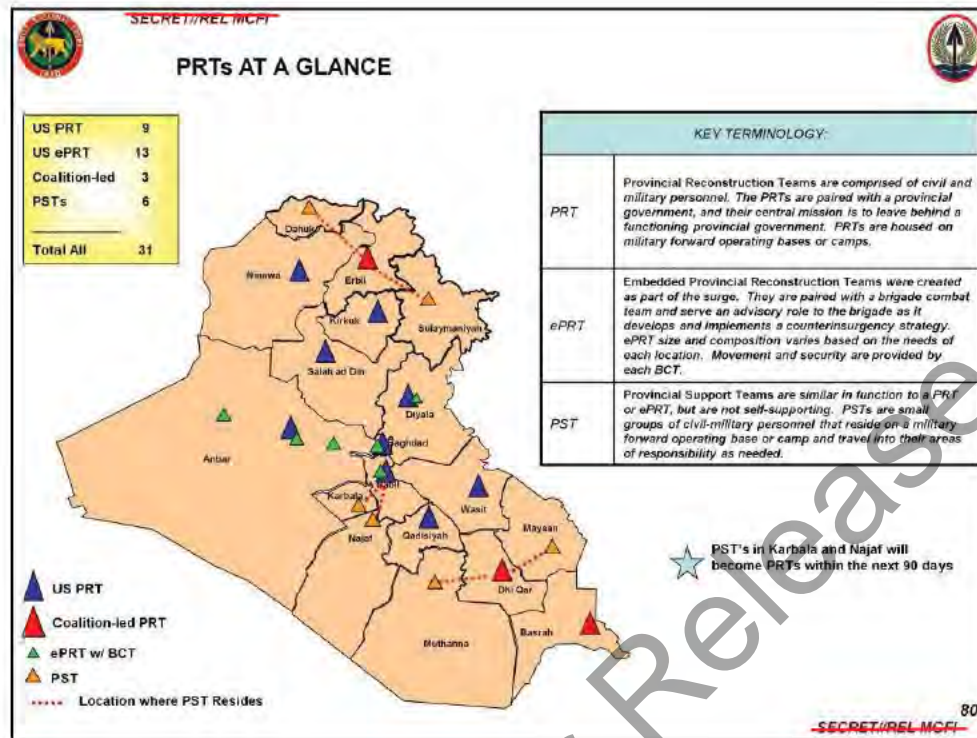 SECRET//REL MCFI
PRTs AT A GLANCE
US PRT 9
US ePRT 13
Coalition-led 3
PSTs 6
Total All 31
KEY TERMINOLOGY:
PRT
Provincial Reconstruction Teams are comprised of civil and
military personnel. The PRTs are paired with a provincial
government, and their central mission is to leave behind a
functioning provincial government. PRTs are housed on
military forward operating bases or camps.
ePRT
Embedded Provincial Reconstruction Teams were created
as part of the surge. They are paired with a brigade combat
team and serve an advisory role to the brigade as it
develops and implements a counterinsurgency strategy.
ePRT size and composition varies based on the needs of
each location. Movement and security are provided by
each BCT.
PST
Provincial Support Teams are similar in function to a PRT
or ePRT, but are not self-supporting. PSTs are small
groups of civil-military personnel that reside on a military
forward operating base or camp and travel into their areas
of responsibility as needed.
Dahuk
Ninewa
Erbil
Kirkuk
Sulaymaniyah
Salah ad Din
Diyala
Anbar
Baghdad
Babil
Karbala
Wasit
Najaf
Qadisiyah
Maysan
Dhi Qar
Muthanna
Basrah
PST's in Karbala and Najaf will
become PRTs within the next 90 days
US PRT
Coalition-led PRT
ePRT w/ BCT
PST
Location where PST Resides
80
SECRET//REL MCFI
Release